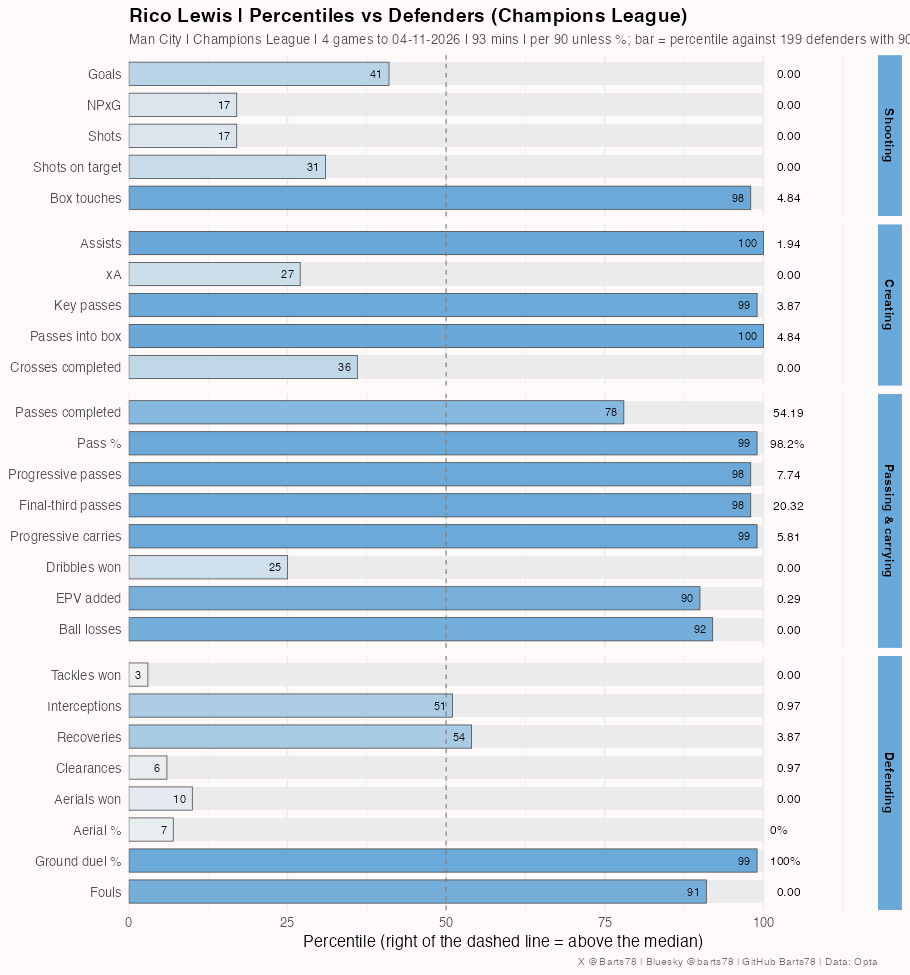 Rico Lewis | Percentiles vs Defenders (Champions League)
Man City | Champions League | 4 games to 04-11-2026 | 93 mins | per 90 unless %; bar = percentile against 199 defenders with 90
Goals 41 0.00
NPxG 17 0.00
Shots 17 0.00
Shots on target 31 0.00
Box touches 98 4.84
Shooting
Assists 100 1.94
xA 27 0.00
Key passes 99 3.87
Passes into box 100 4.84
Crosses completed 36 0.00
Creating
Passes completed 78 54.19
Pass % 99 98.2%
Progressive passes 98 7.74
Final-third passes 98 20.32
Progressive carries 99 5.81
Dribbles won 25 0.00
EPV added 90 0.29
Ball losses 92 0.00
Passing & carrying
Tackles won 3 0.00
Interceptions 51 0.97
Recoveries 54 3.87
Clearances 6 0.97
Aerials won 10 0.00
Aerial % 7 0%
Ground duel % 99 100%
Fouls 91 0.00
Defending
0 25 50 75 100
Percentile (right of the dashed line = above the median)
X @Barts78 | Bluesky @barts78 | GitHub Barts78 | Data: Opta